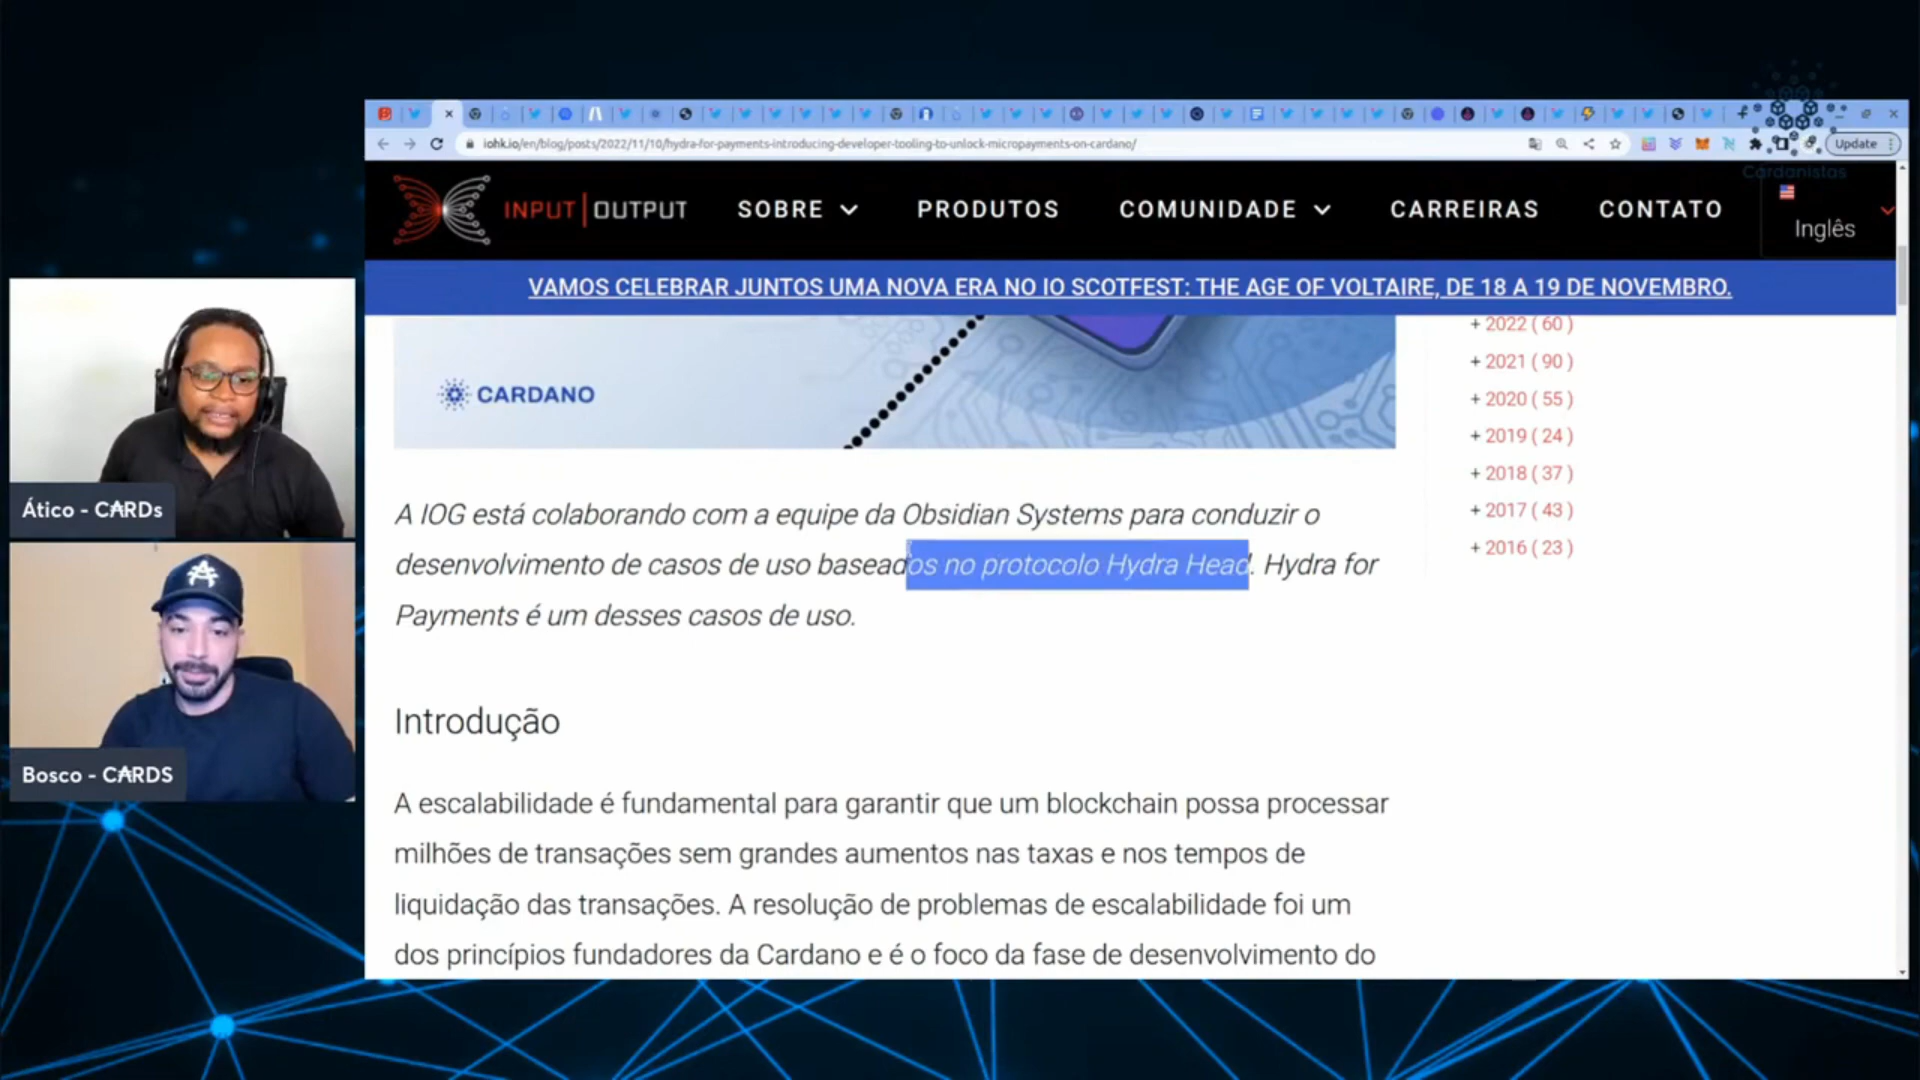 iohk.io/en/blog/posts/2022/11/10/hydra-for-payments-introducing-developer-tooling-to-unlock-micropayments-on-cardano/
Update
Cardanistas
INPUT | OUTPUT
SOBRE
PRODUTOS
COMUNIDADE
CARREIRAS
CONTATO
Inglês
VAMOS CELEBRAR JUNTOS UMA NOVA ERA NO IO SCOTFEST: THE AGE OF VOLTAIRE, DE 18 A 19 DE NOVEMBRO.
CARDANO
+ 2022 ( 60 )
+ 2021 ( 90 )
+ 2020 ( 55 )
+ 2019 ( 24 )
+ 2018 ( 37 )
+ 2017 ( 43 )
+ 2016 ( 23 )
A IOG está colaborando com a equipe da Obsidian Systems para conduzir o
desenvolvimento de casos de uso baseados no protocolo Hydra Head. Hydra for
Payments é um desses casos de uso.
Introdução
A escalabilidade é fundamental para garantir que um blockchain possa processar
milhões de transações sem grandes aumentos nas taxas e nos tempos de
liquidação das transações. A resolução de problemas de escalabilidade foi um
dos princípios fundadores da Cardano e é o foco da fase de desenvolvimento do
Ático - C₳RDs
Bosco - C₳RDS